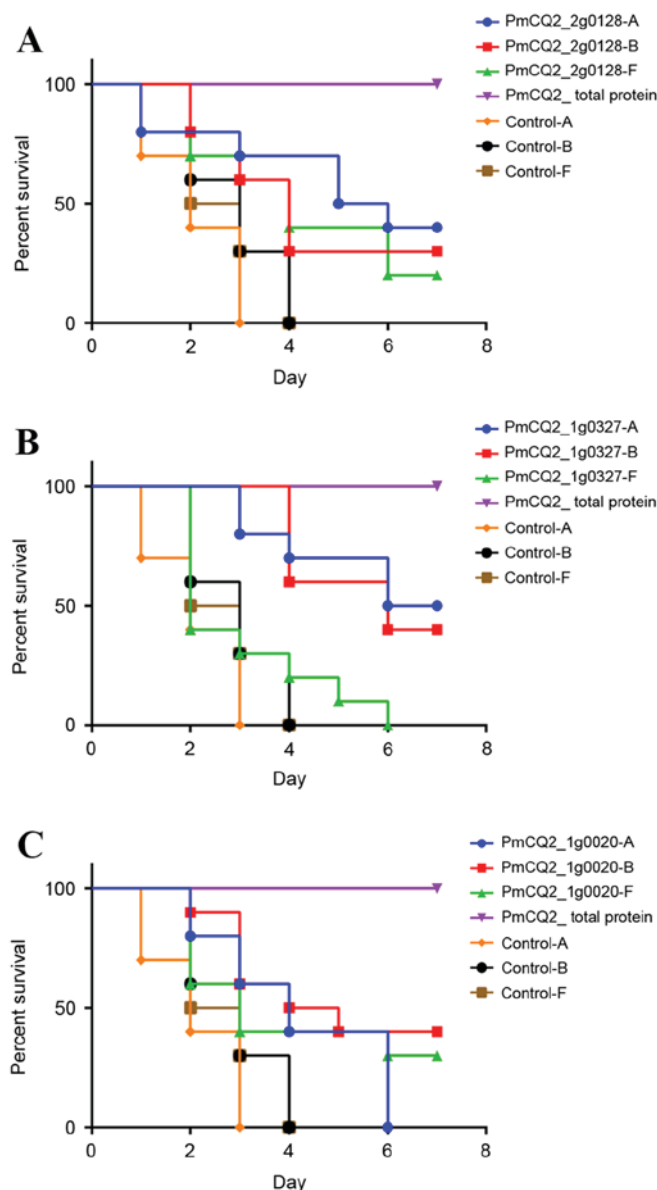 A
PmCQ2_2g0128-A
PmCQ2_2g0128-B
PmCQ2_2g0128-F
PmCQ2_ total protein
Control-A
Control-B
Control-F
Percent survival
100
50
0
0 2 4 6 8
Day
B
PmCQ2_1g0327-A
PmCQ2_1g0327-B
PmCQ2_1g0327-F
PmCQ2_ total protein
Control-A
Control-B
Control-F
Percent survival
100
50
0
0 2 4 6 8
Day
C
PmCQ2_1g0020-A
PmCQ2_1g0020-B
PmCQ2_1g0020-F
PmCQ2_ total protein
Control-A
Control-B
Control-F
Percent survival
100
50
0
0 2 4 6 8
Day